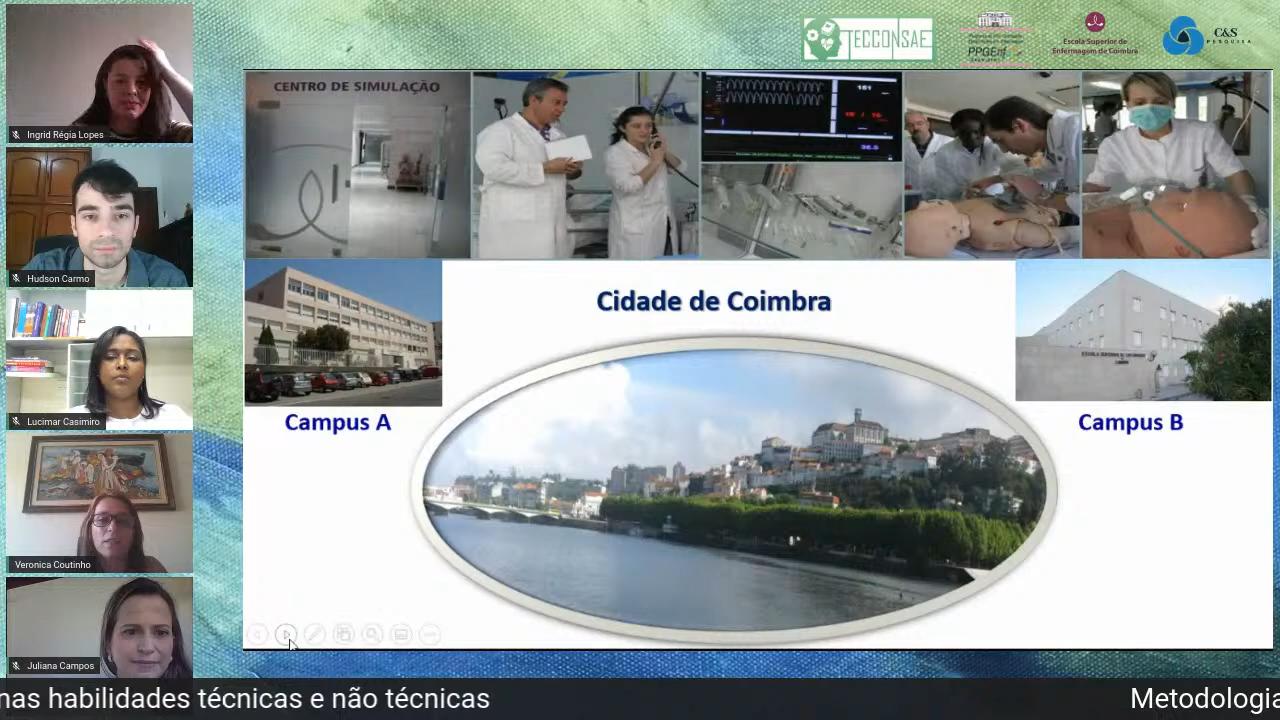 TECCONSAE
PPGEnf
Escola Superior de
Enfermagem de Coimbra
C&S
PESQUISA
Ingrid Régia Lopes
Hudson Carmo
Lucimar Casimiro
Veronica Coutinho
Juliana Campos
CENTRO DE SIMULAÇÃO
151
Cidade de Coimbra
Campus A
Campus B
nas habilidades técnicas e não técnicas
Metodologia